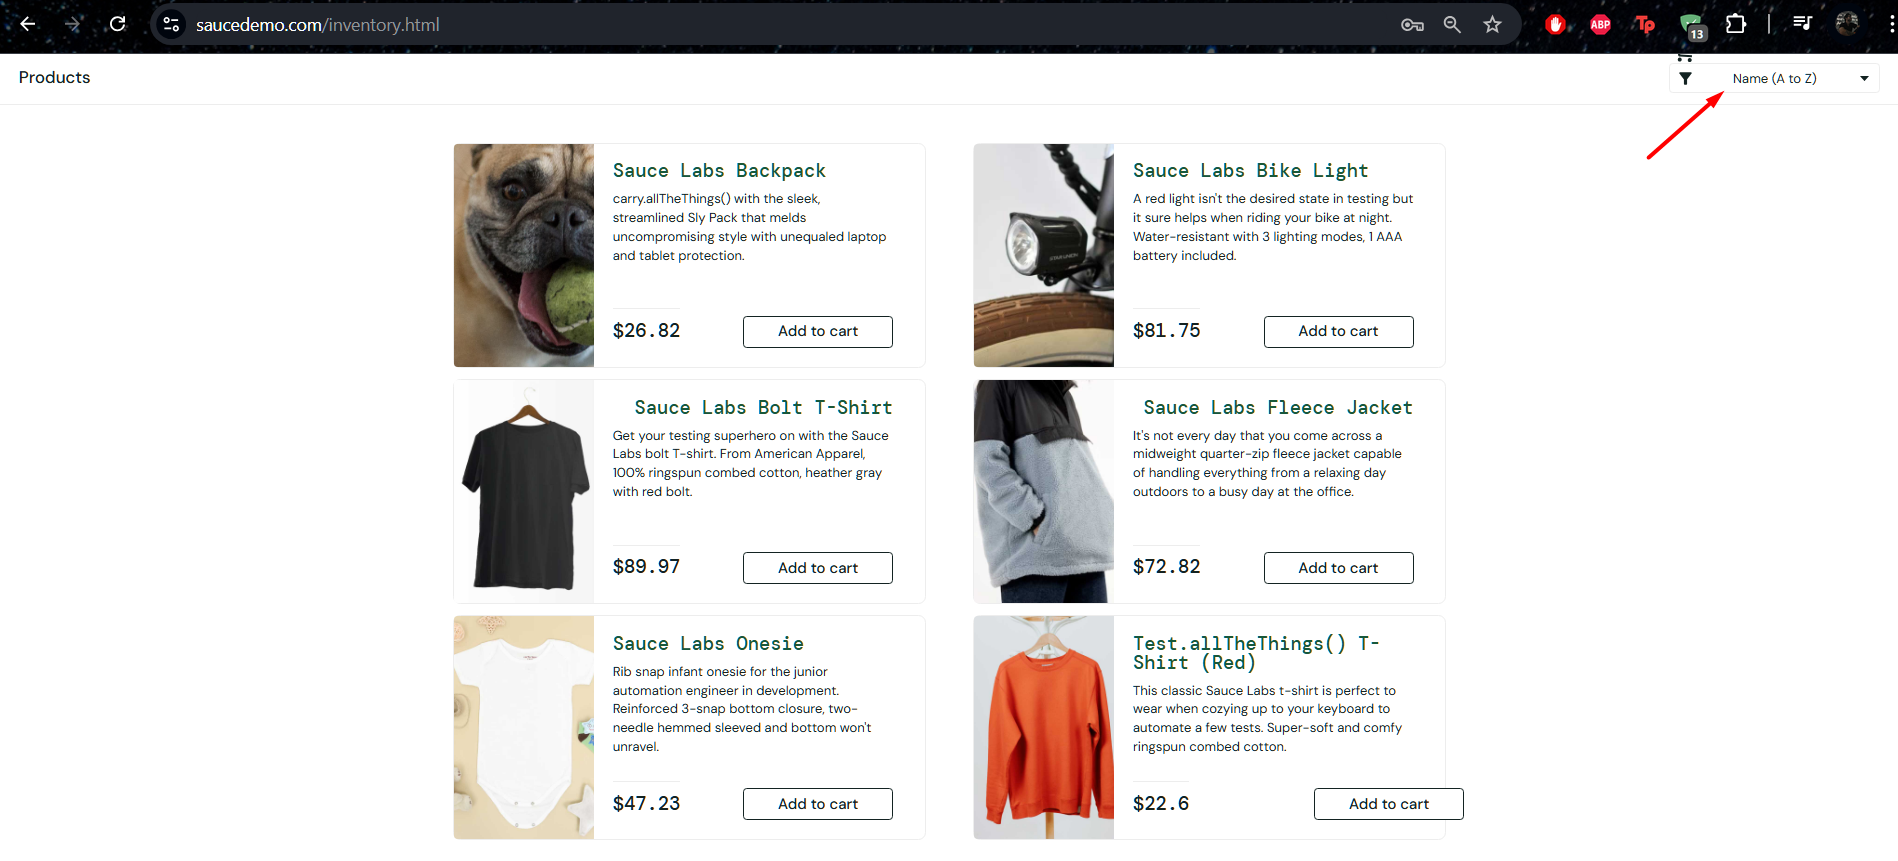 saucedemo.com/inventory.html
ABP
Tp
13
Products
Name (A to Z)
Sauce Labs Backpack
carry.allTheThings() with the sleek,
streamlined Sly Pack that melds
uncompromising style with unequaled laptop
and tablet protection.
$26.82
Add to cart
Sauce Labs Bike Light
A red light isn't the desired state in testing but
it sure helps when riding your bike at night.
Water-resistant with 3 lighting modes, 1 AAA
battery included.
STAR UNION
$81.75
Add to cart
Sauce Labs Bolt T-Shirt
Get your testing superhero on with the Sauce
Labs bolt T-shirt. From American Apparel,
100% ringspun combed cotton, heather gray
with red bolt.
$89.97
Add to cart
Sauce Labs Fleece Jacket
It's not every day that you come across a
midweight quarter-zip fleece jacket capable
of handling everything from a relaxing day
outdoors to a busy day at the office.
$72.82
Add to cart
Sauce Labs Onesie
Rib snap infant onesie for the junior
automation engineer in development.
Reinforced 3-snap bottom closure, two-
needle hemmed sleeved and bottom won't
unravel.
$47.23
Add to cart
Test.allTheThings() T-
Shirt (Red)
This classic Sauce Labs t-shirt is perfect to
wear when cozying up to your keyboard to
automate a few tests. Super-soft and comfy
ringspun combed cotton.
$22.6
Add to cart